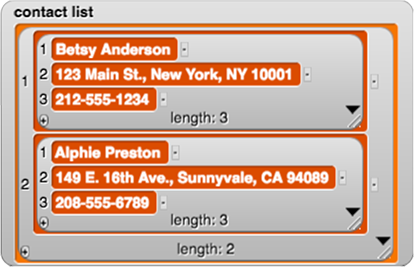 contact list
1
1 Betsy Anderson
2 123 Main St., New York, NY 10001
3 212-555-1234
+ length: 3
2
1 Alphie Preston
2 149 E. 16th Ave., Sunnyvale, CA 94089
3 208-555-6789
+ length: 3
+ length: 2